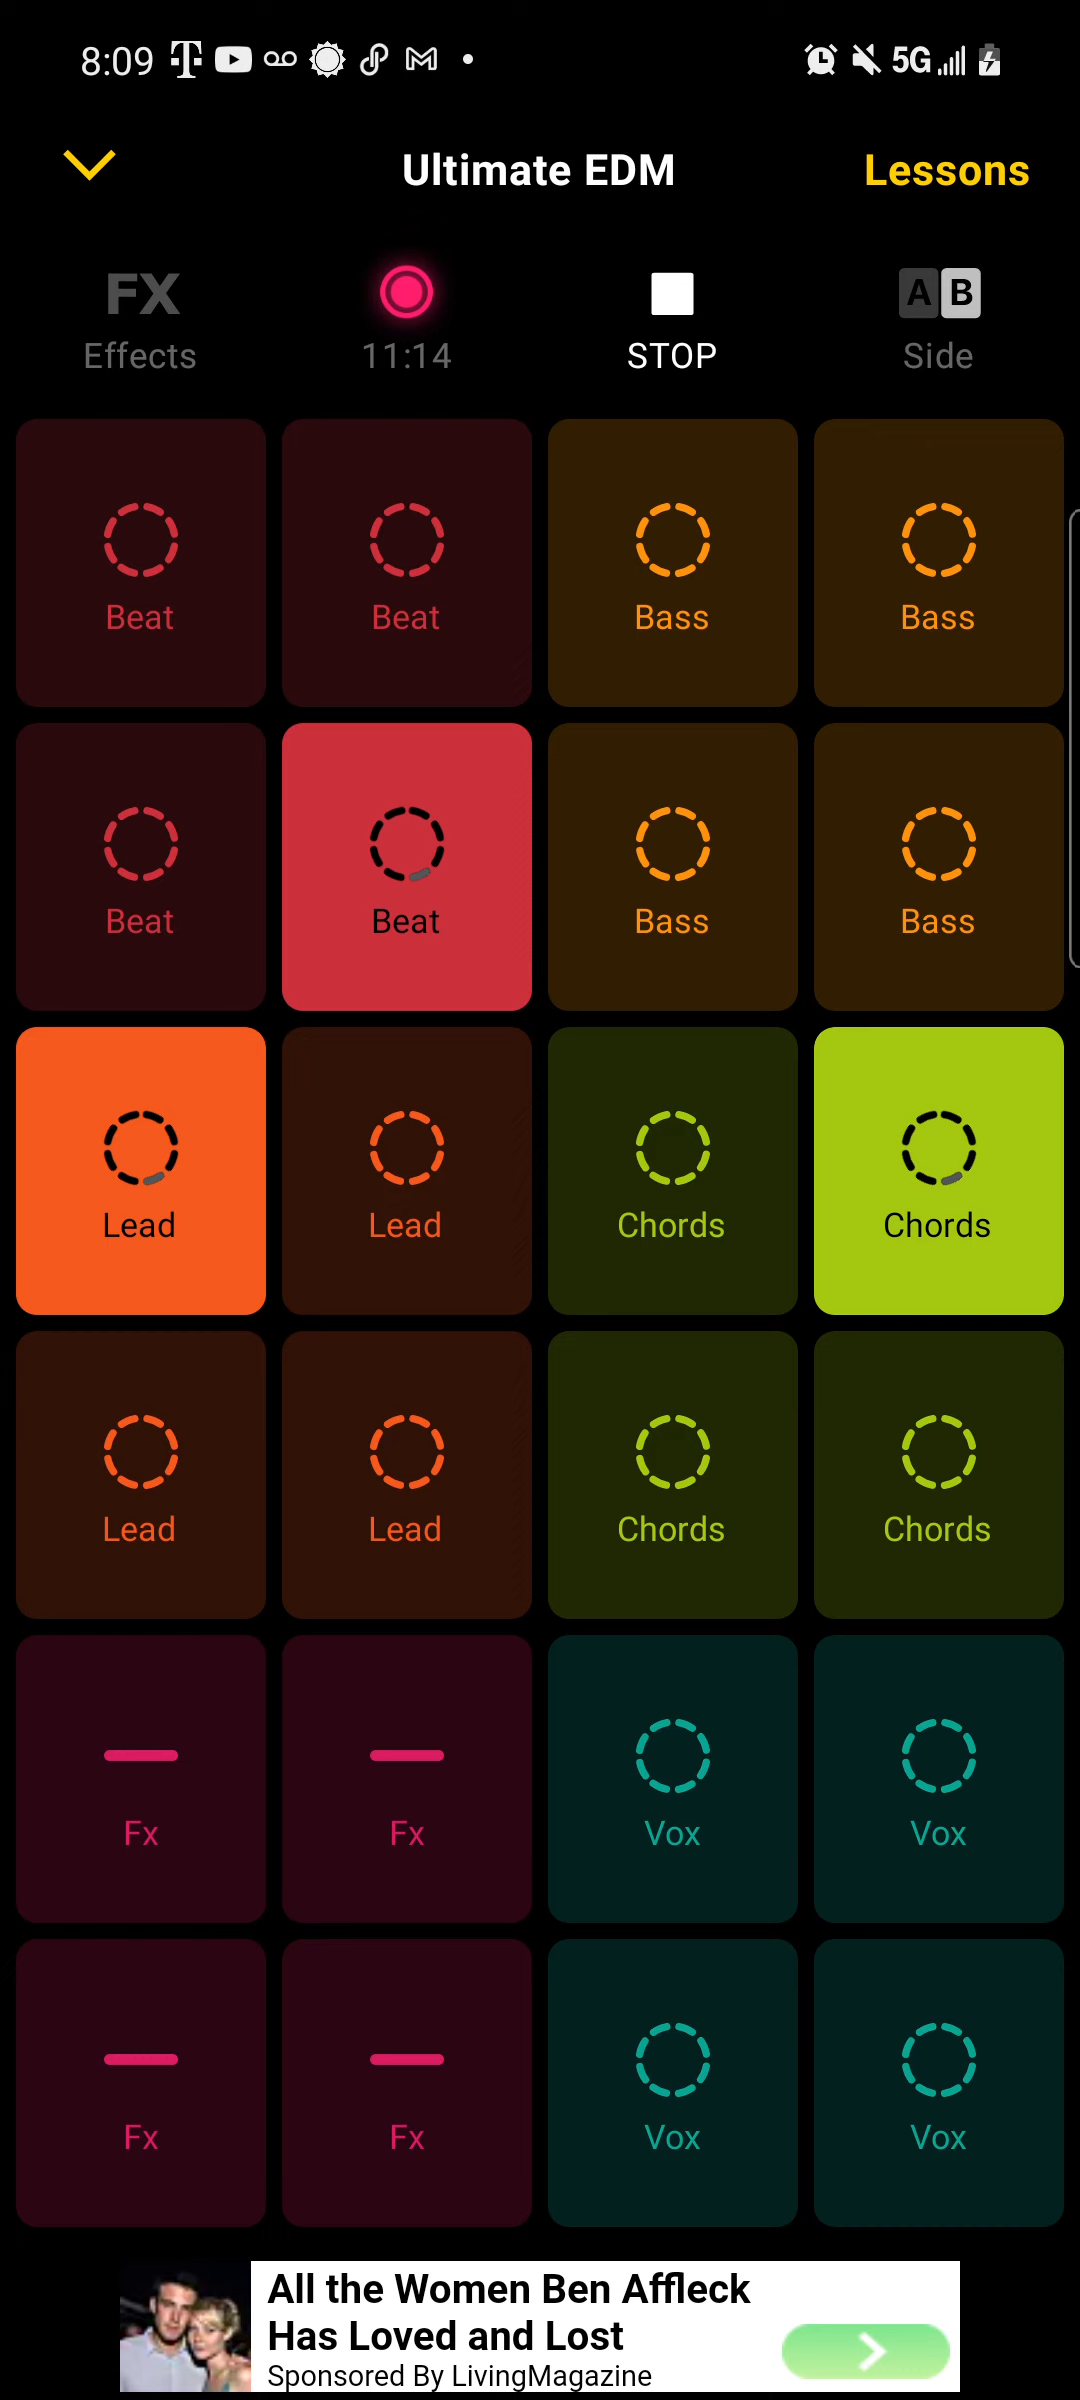 8:09 5G
Ultimate EDM Lessons
FX A B
Effects 11:14 STOP Side
Beat Beat Bass Bass
Beat Beat Bass Bass
Lead Lead Chords Chords
Lead Lead Chords Chords
Fx Fx Vox Vox
Fx Fx Vox Vox
All the Women Ben Affleck
Has Loved and Lost
Sponsored By LivingMagazine